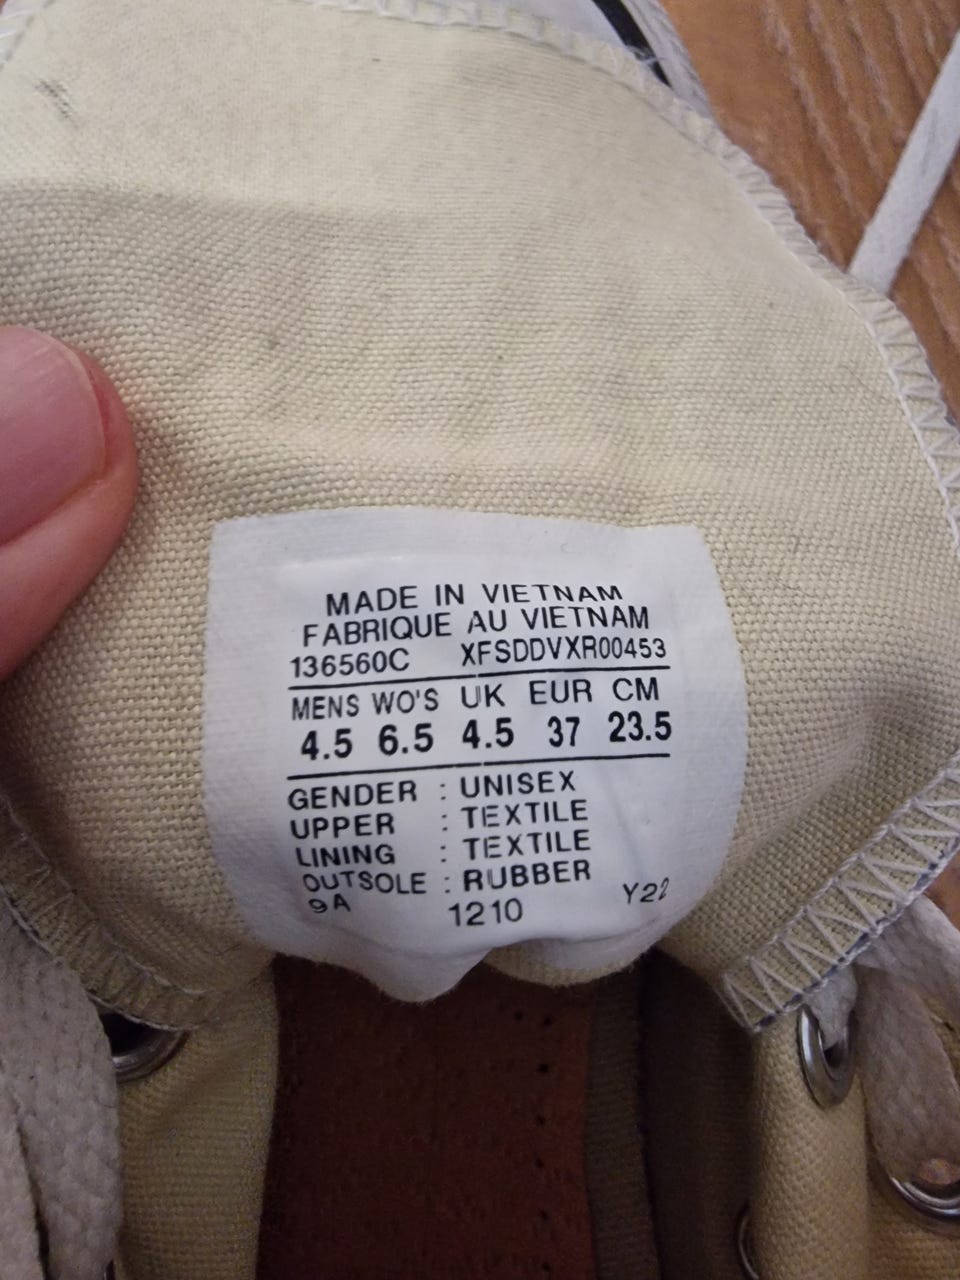 MADE IN VIETNAM
FABRIQUE AU VIETNAM
136560C XFSDDVXR00453
MENS WO'S UK EUR CM
4.5 6.5 4.5 37 23.5
GENDER : UNISEX
UPPER : TEXTILE
LINING : TEXTILE
OUTSOLE : RUBBER
9A 1210 Y22